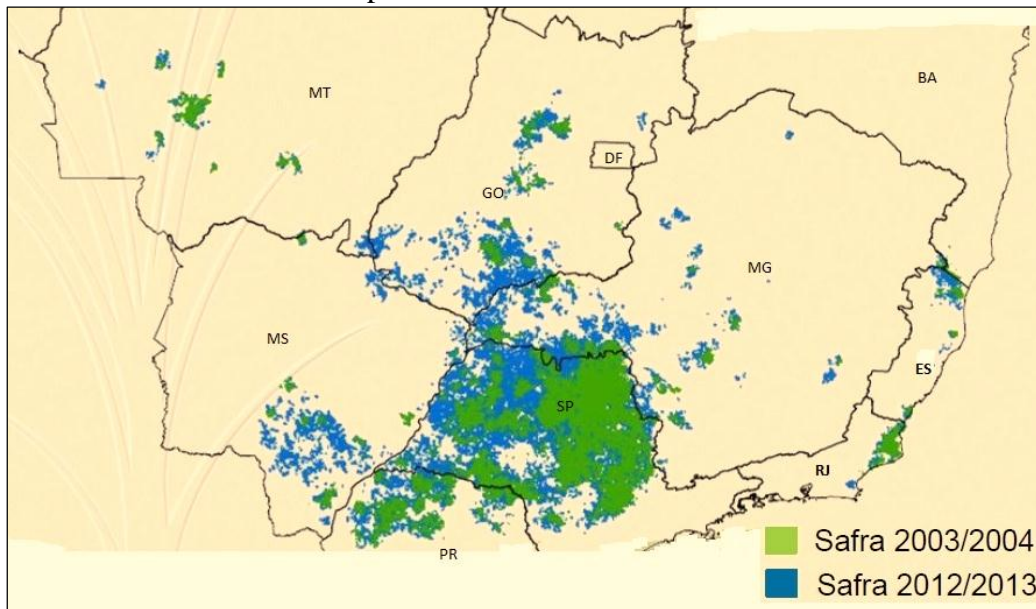 BA
MT
DF
GO
MG
MS
ES
SP
RJ
PR
Safra 2003/2004
Safra 2012/2013